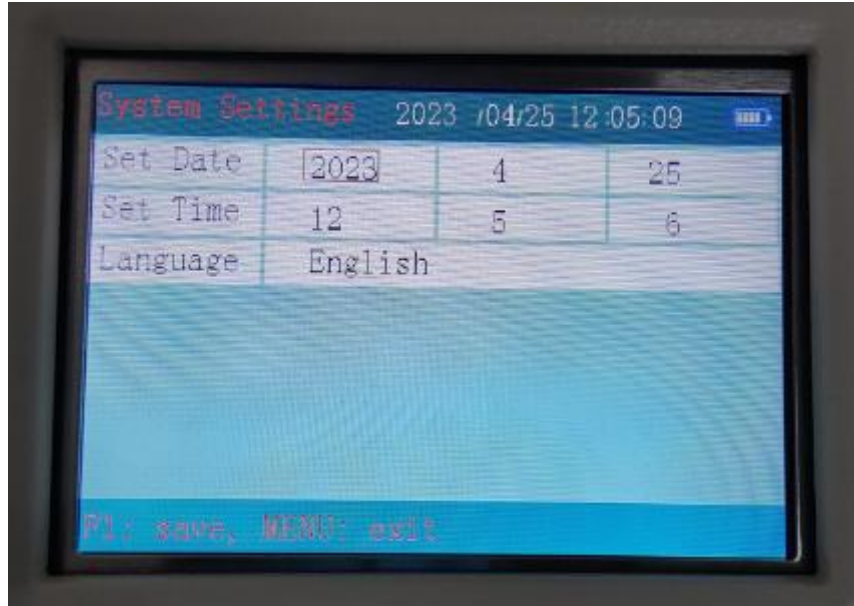 System Settings 2023 /04/25 12:05:09
Set Date 2023 4 25
Set Time 12 5 6
Language English
F1: save, MENU: exit